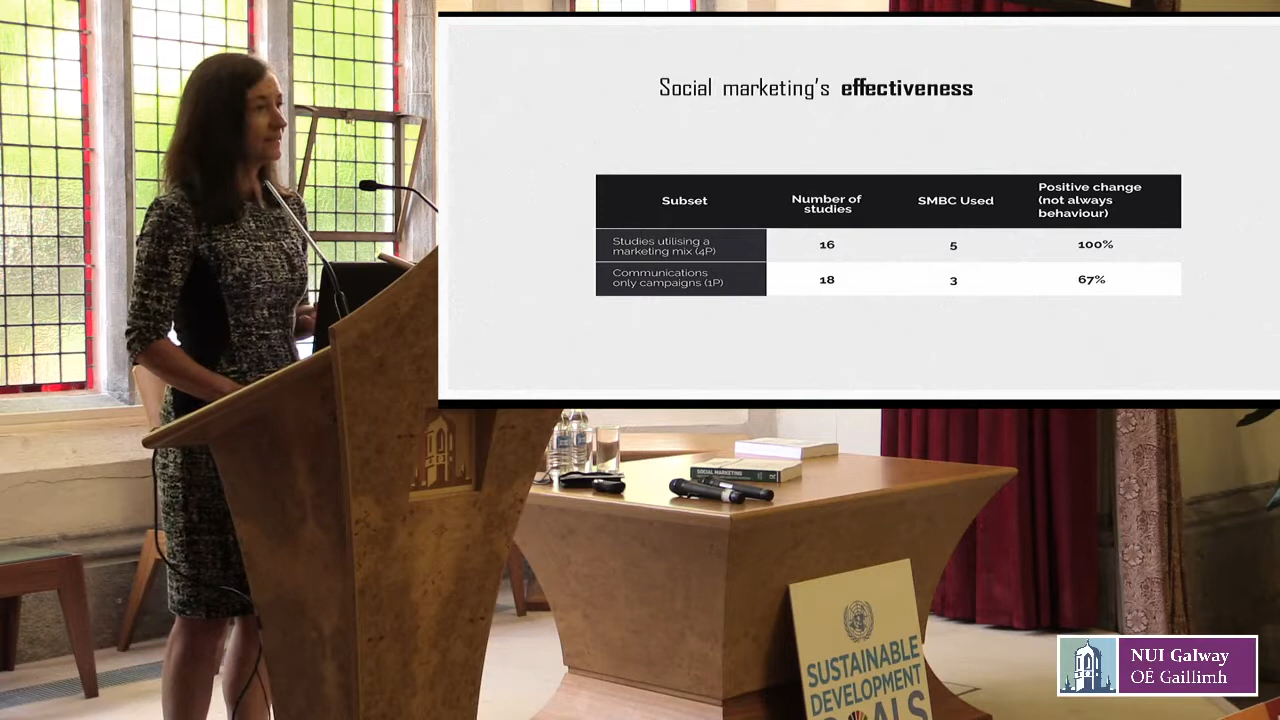 Social marketing's effectiveness
Subset
Number of
studies
SMBC Used
Positive change
(not always
behaviour)
Studies utilising a
marketing mix (4P)
16
5
100%
Communications
only campaigns (1P)
18
3
67%
SOCIAL MARKETING
SUSTAINABLE
DEVELOPMENT
GOALS
NUI Galway
OÉ Gaillimh